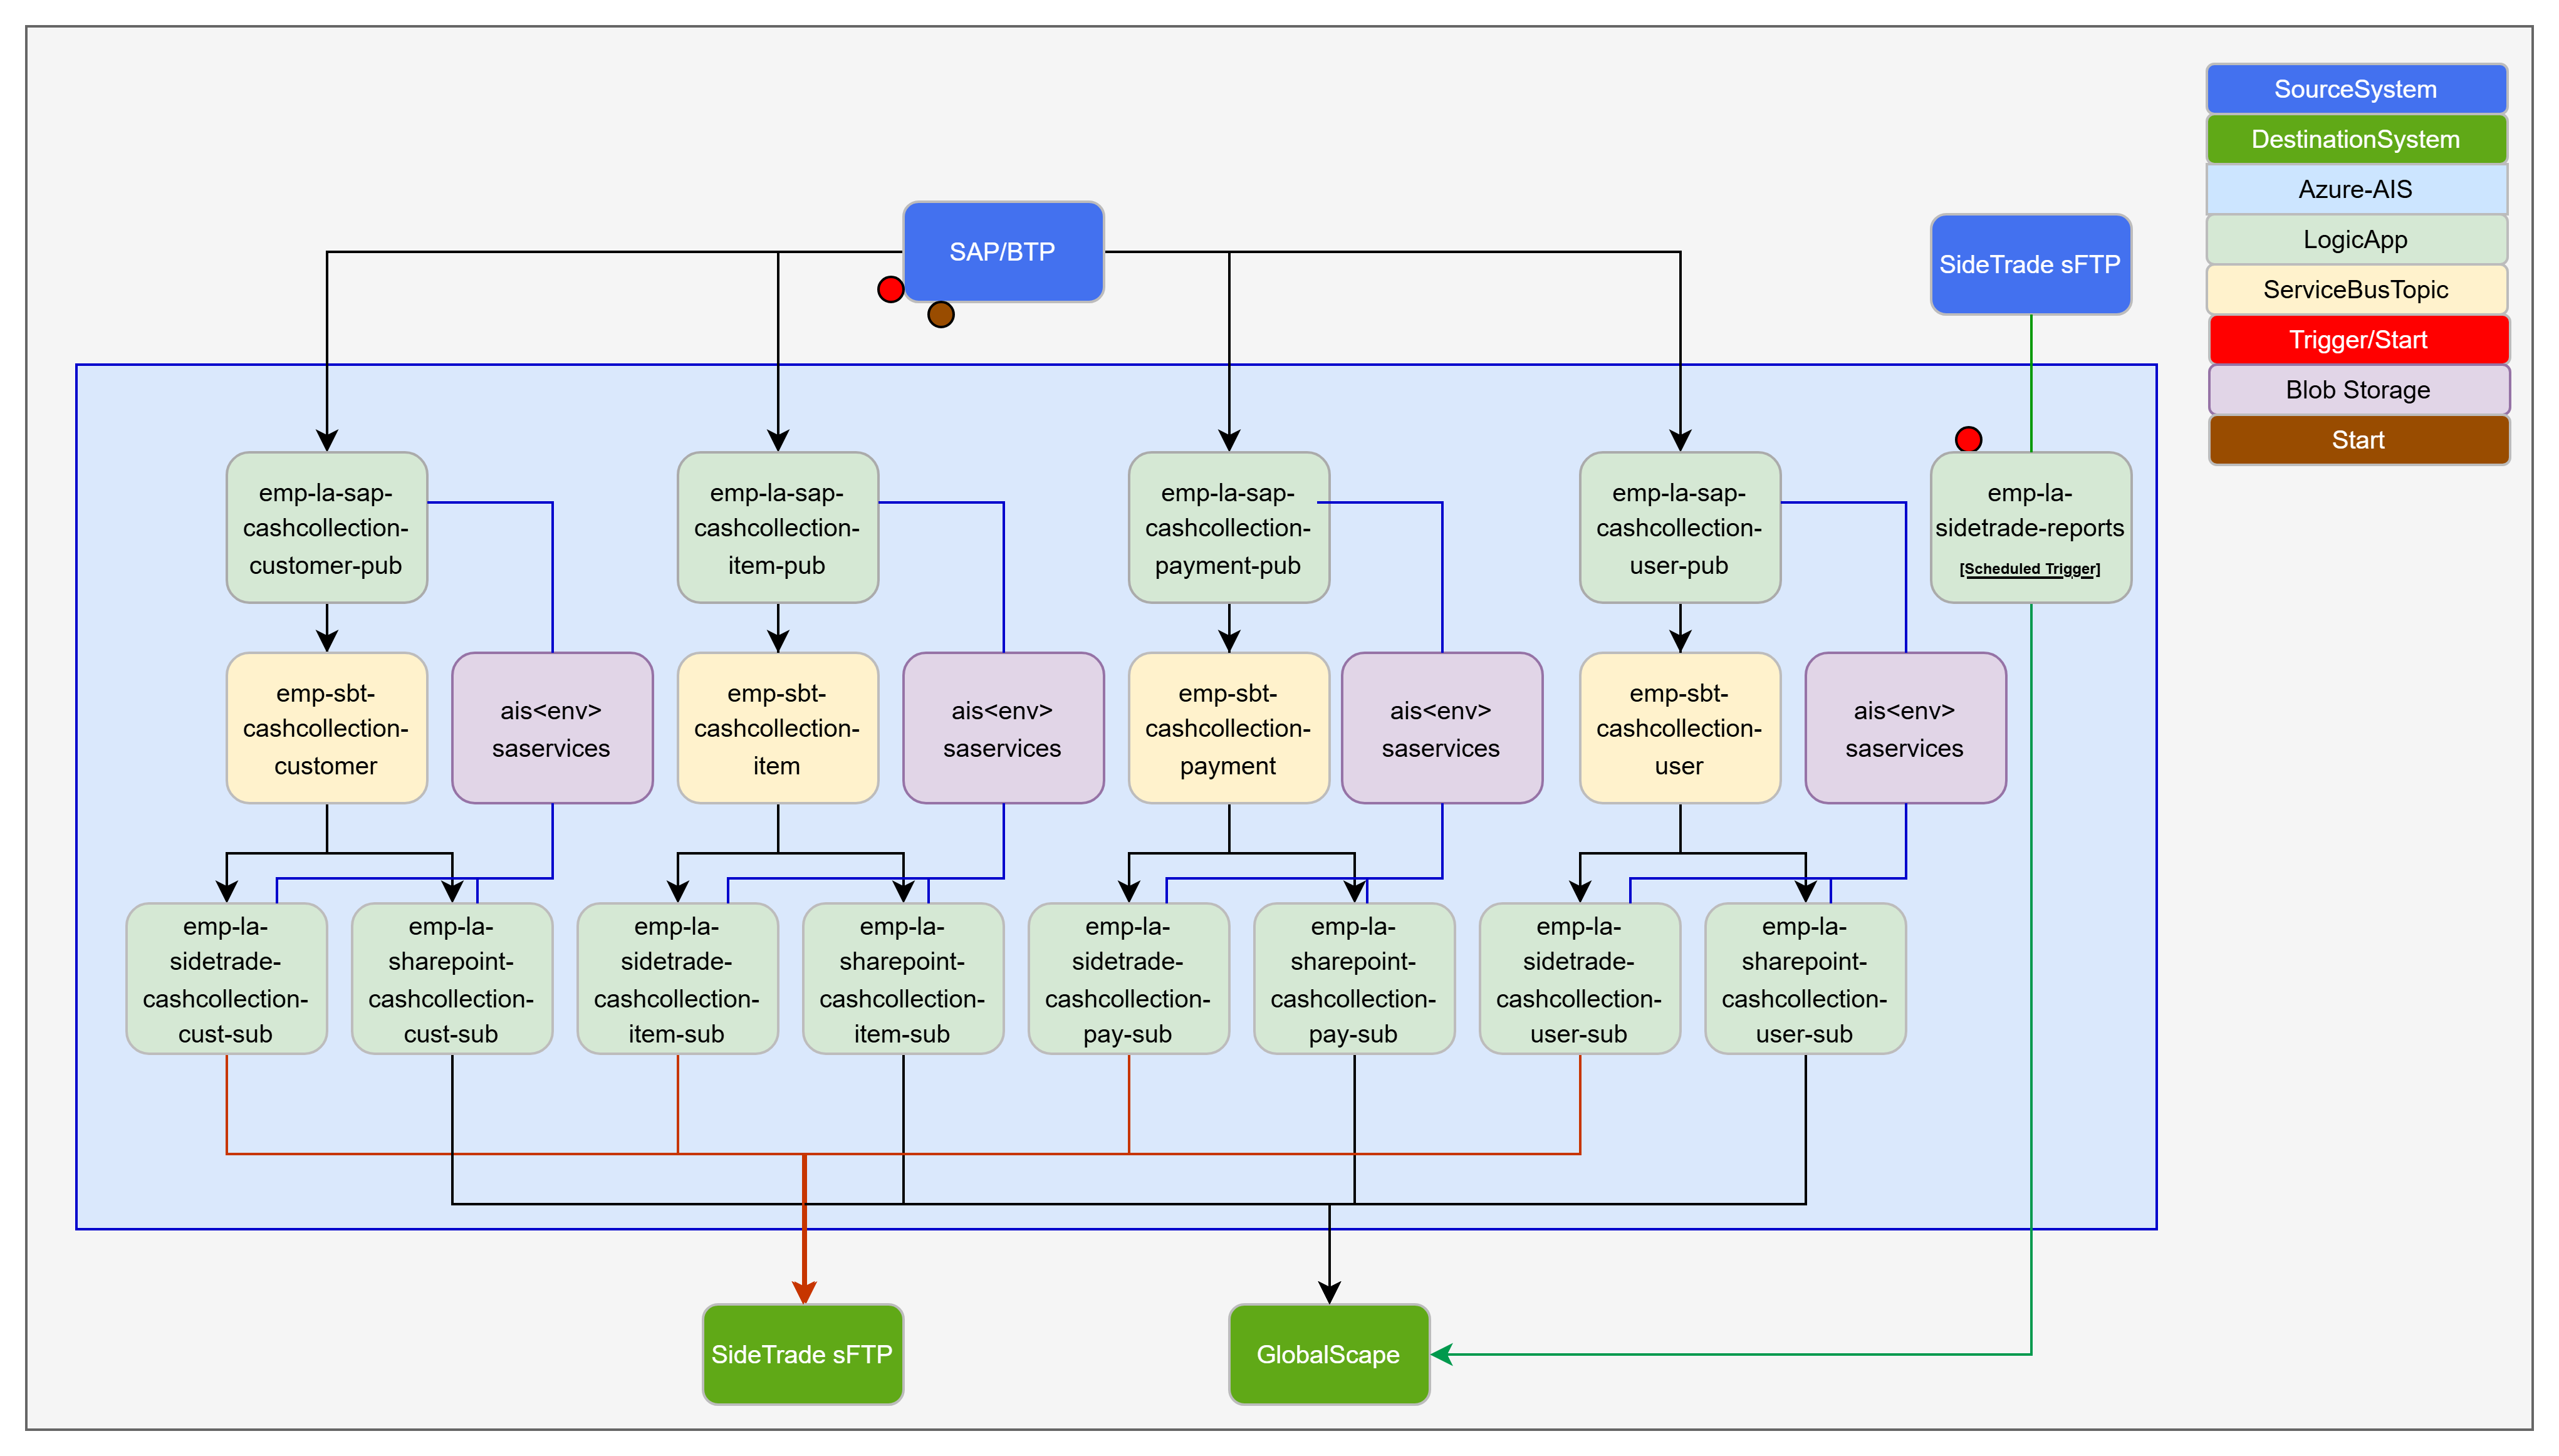 SourceSystem
DestinationSystem
Azure-AIS
LogicApp
ServiceBusTopic
Trigger/Start
Blob Storage
Start
SAP/BTP
SideTrade sFTP
emp-la-sap-
cashcollection-
customer-pub
emp-la-sap-
cashcollection-
item-pub
emp-la-sap-
cashcollection-
payment-pub
emp-la-sap-
cashcollection-
user-pub
emp-la-
sidetrade-reports
[Scheduled Trigger]
emp-sbt-
cashcollection-
customer
ais<env>
saservices
emp-sbt-
cashcollection-
item
ais<env>
saservices
emp-sbt-
cashcollection-
payment
ais<env>
saservices
emp-sbt-
cashcollection-
user
ais<env>
saservices
emp-la-
sidetrade-
cashcollection-
cust-sub
emp-la-
sharepoint-
cashcollection-
cust-sub
emp-la-
sidetrade-
cashcollection-
item-sub
emp-la-
sharepoint-
cashcollection-
item-sub
emp-la-
sidetrade-
cashcollection-
pay-sub
emp-la-
sharepoint-
cashcollection-
pay-sub
emp-la-
sidetrade-
cashcollection-
user-sub
emp-la-
sharepoint-
cashcollection-
user-sub
SideTrade sFTP
GlobalScape